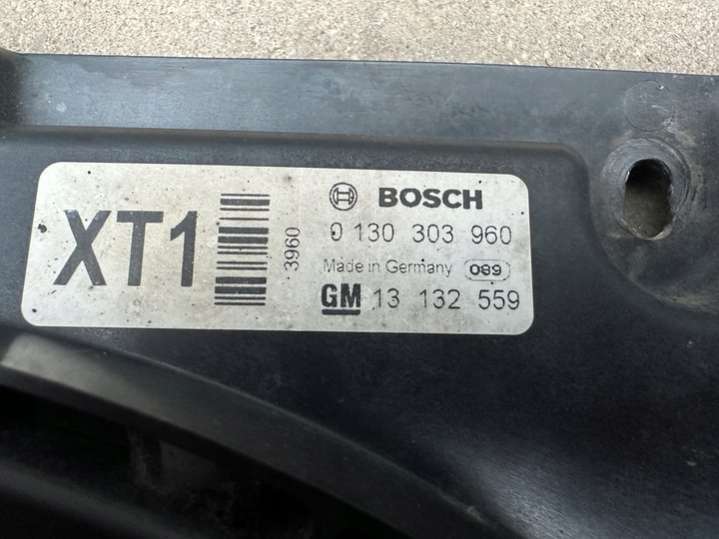 XT1
3960
BOSCH
0 130 303 960
Made in Germany 089
GM 13 132 559